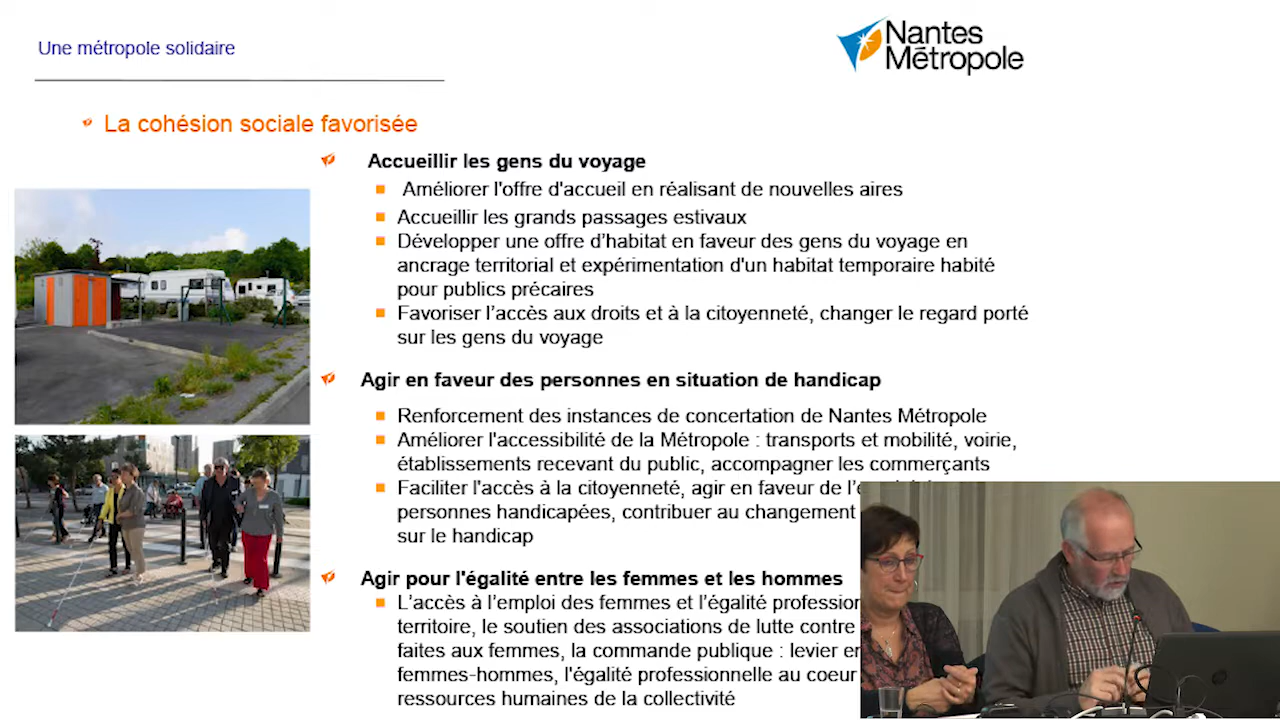 Une métropole solidaire
Nantes
Métropole
La cohésion sociale favorisée
Accueillir les gens du voyage
Améliorer l'offre d'accueil en réalisant de nouvelles aires
Accueillir les grands passages estivaux
Développer une offre d'habitat en faveur des gens du voyage en
ancrage territorial et expérimentation d'un habitat temporaire habité
pour publics précaires
Favoriser l'accès aux droits et à la citoyenneté, changer le regard porté
sur les gens du voyage
Agir en faveur des personnes en situation de handicap
Renforcement des instances de concertation de Nantes Métropole
Améliorer l'accessibilité de la Métropole : transports et mobilité, voirie,
établissements recevant du public, accompagner les commerçants
Faciliter l'accès à la citoyenneté, agir en faveur de
personnes handicapées, contribuer au changement
sur le handicap
Agir pour l'égalité entre les femmes et les hommes
L'accès à l'emploi des femmes et l'égalité profession
territoire, le soutien des associations de lutte contre
faites aux femmes, la commande publique : levier
femmes-hommes, l'égalité professionnelle au coeur
ressources humaines de la collectivité